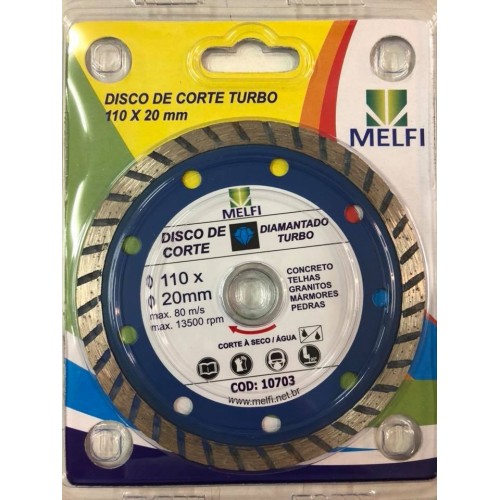 DISCO DE CORTE TURBO
110 X 20 mm
MELFI
MELFI
DISCO DE
CORTE
DIAMANTADO
TURBO
110 x
20mm
max. 80 m/s
max. 13500 rpm
CONCRETO
TELHAS
GRANITOS
MÁRMORES
PEDRAS
CORTE À SECO / ÁGUA
COD: 10703
www.melfi.net.br